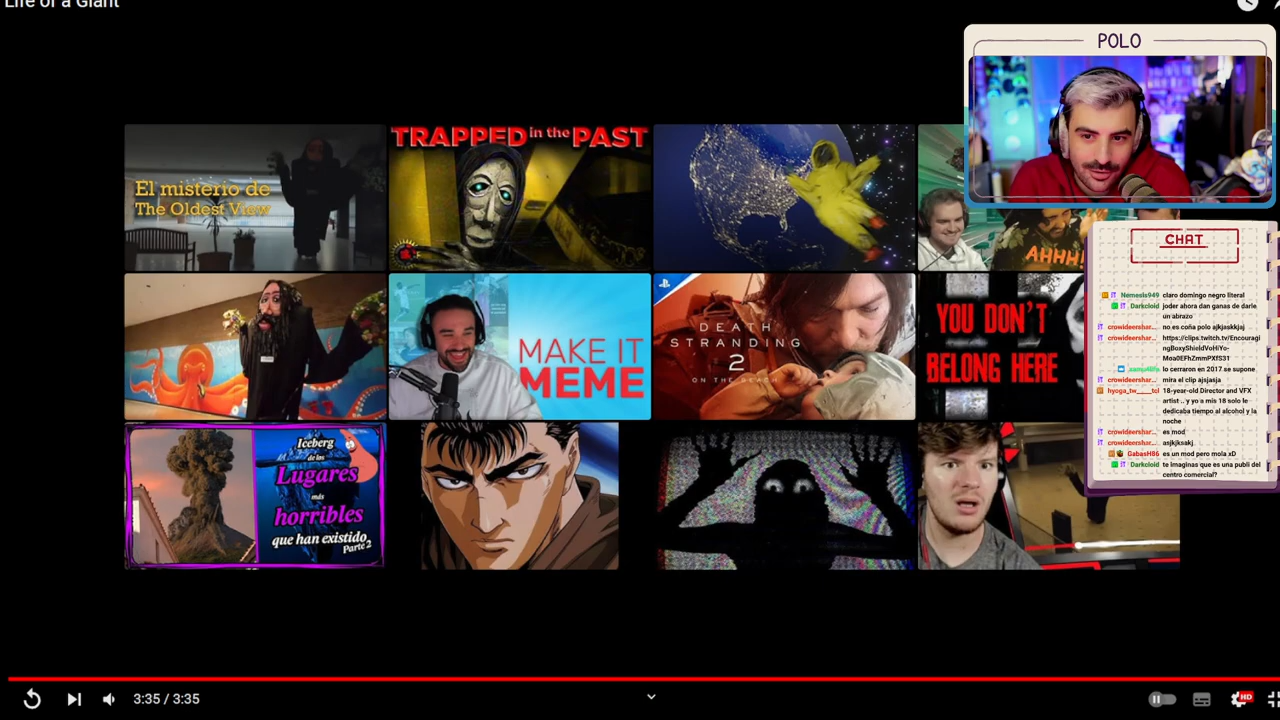 Life of a Giant
POLO
El misterio de
The Oldest View
TRAPPED in the PAST
AHHH
MAKE IT
MEME
DEATH
STRANDING
2
ON THE BEACH
YOU DON'T
BELONG HERE
Iceberg
de los
Lugares
más
horribles
que han existido
Parte 2
CHAT
Nemesis949 claro domingo negro literal
Darkcloid joder ahora dan ganas de darle
un abrazo
crowideershar... no es coña polo ajkjaskkjaj
crowideershar... https://clips.twitch.tv/Encouragi
lo cerraron en 2017 se supone
crowideershar... mira el clip ajsjasja
18-year-old Director and VFX
artist .. y yo a mis 18 solo le
dedicaba tiempo al alcohol y la
noche
crowideershar... es mod
crowideershar... asjkjksakj
GabasH86 es un mod pero mola xD
Darkcloid te imaginas que es una publi del
centro comercial?
3:35 / 3:35
HD